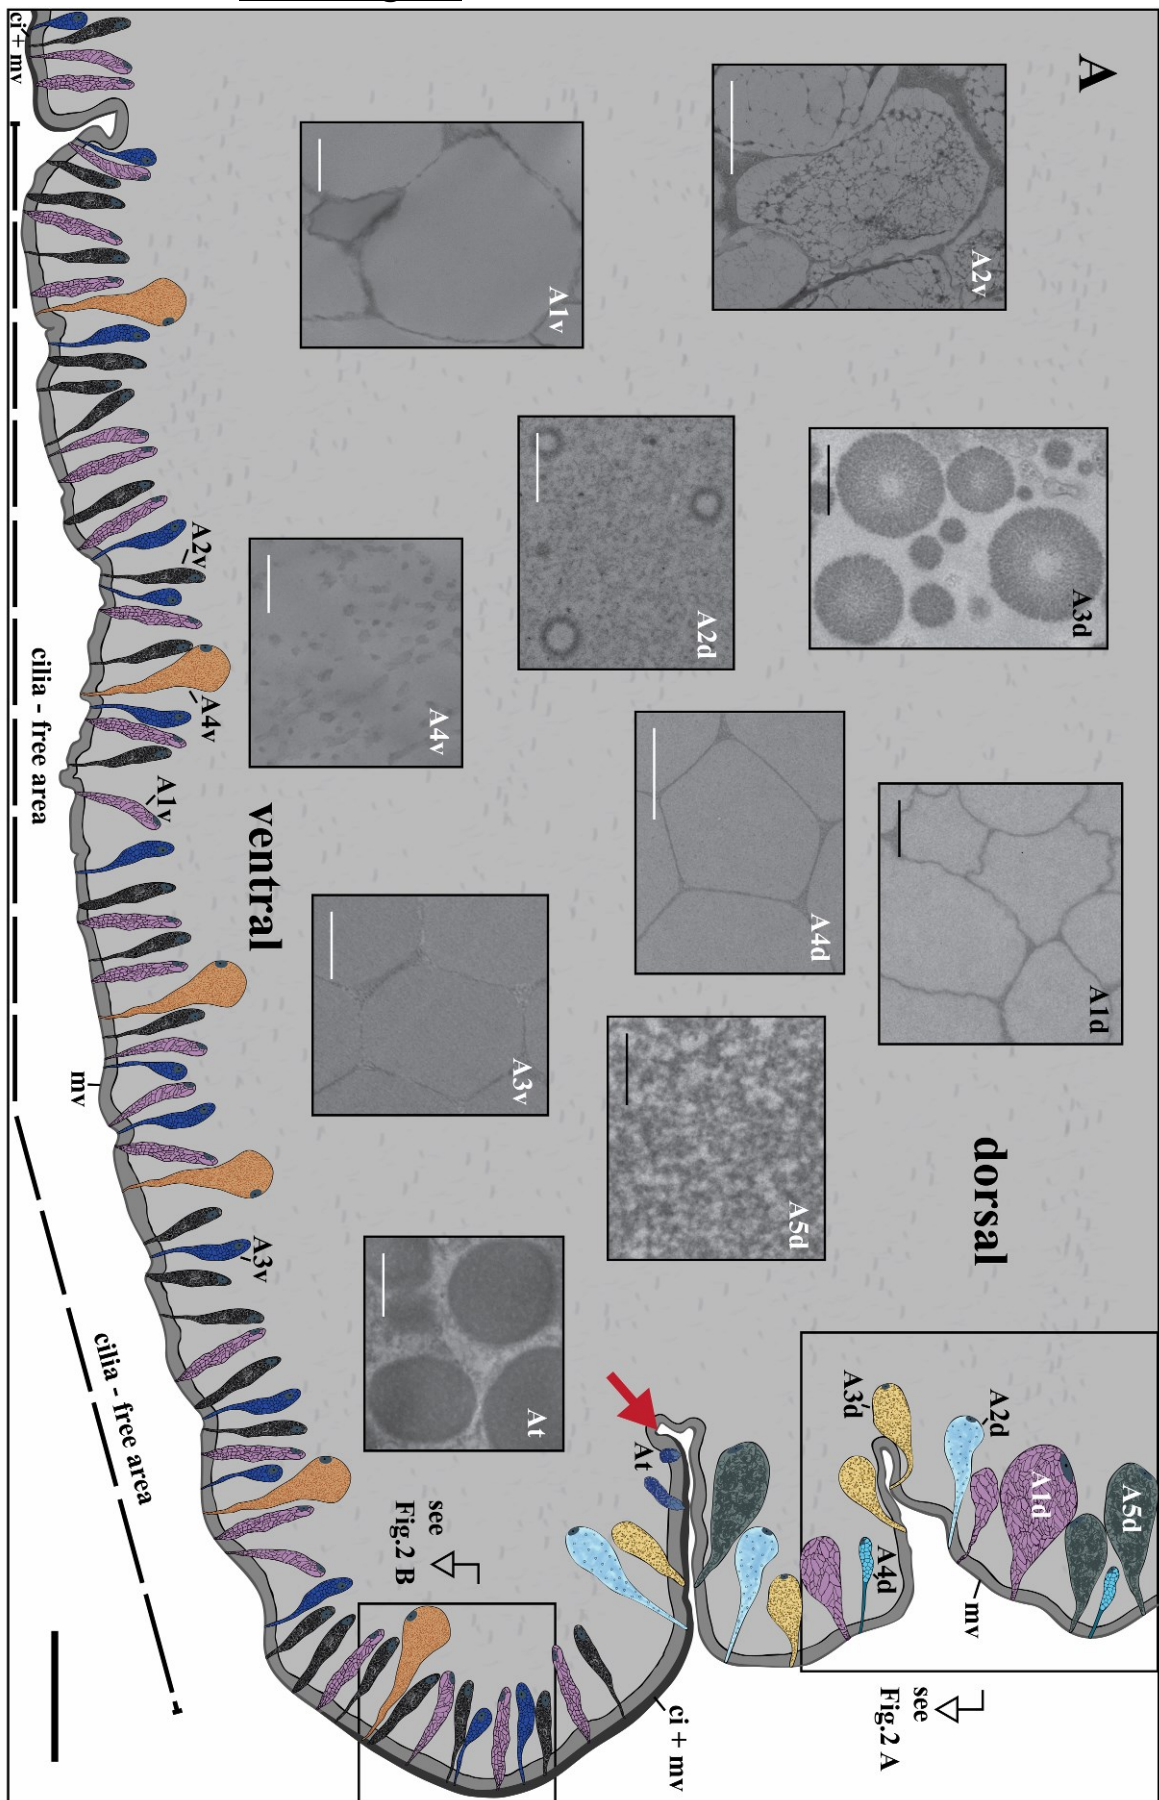 A
ci + mv
A2v
A1v
A3d
A2d
A2v
A4v
A4v
A1v
cilia - free area
ventral
A1d
A4d
A3v
mv
dorsal
A5d
A3v
At
cilia - free area
A3d
A2d
A1d
A5d
A4d
mv
At
see
Fig.2 B
see
Fig.2 A
ci + mv